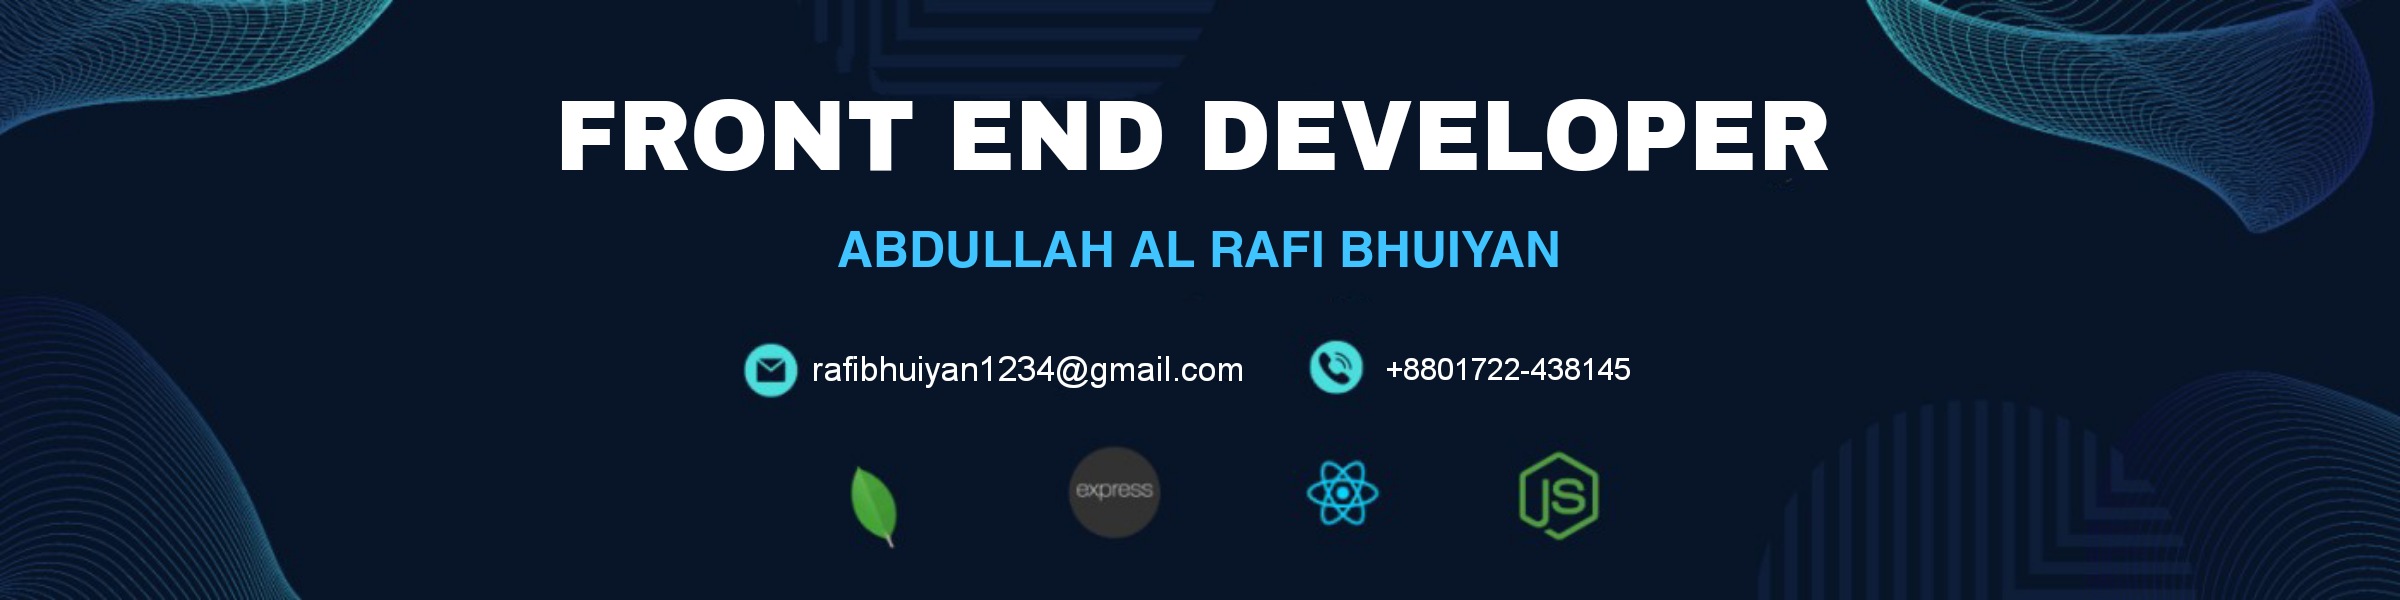 FRONT END DEVELOPER
ABDULLAH AL RAFI BHUIYAN
rafibhuiyan1234@gmail.com +8801722-438145
express JS